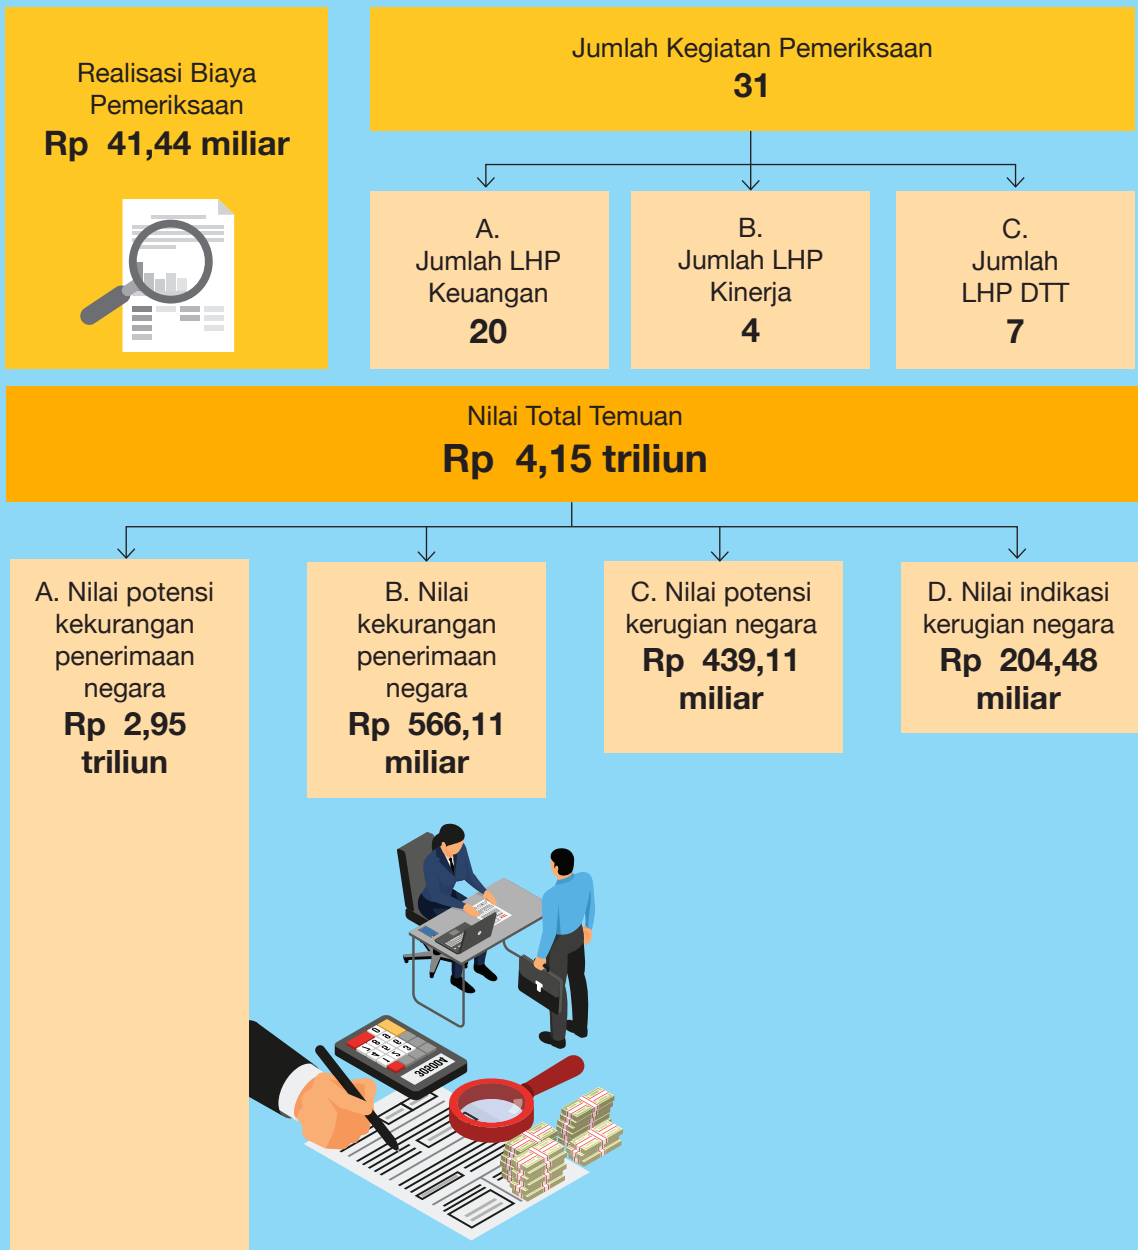 Realisasi Biaya
Pemeriksaan
Rp 41,44 miliar
Jumlah Kegiatan Pemeriksaan
31
A.
Jumlah LHP
Keuangan
20
B.
Jumlah LHP
Kinerja
4
C.
Jumlah
LHP DTT
7
Nilai Total Temuan
Rp 4,15 triliun
A. Nilai potensi
kekurangan
penerimaan
negara
Rp 2,95
triliun
B. Nilai
kekurangan
penerimaan
negara
Rp 566,11
miliar
C. Nilai potensi
kerugian negara
Rp 439,11
miliar
D. Nilai indikasi
kerugian negara
Rp 204,48
miliar